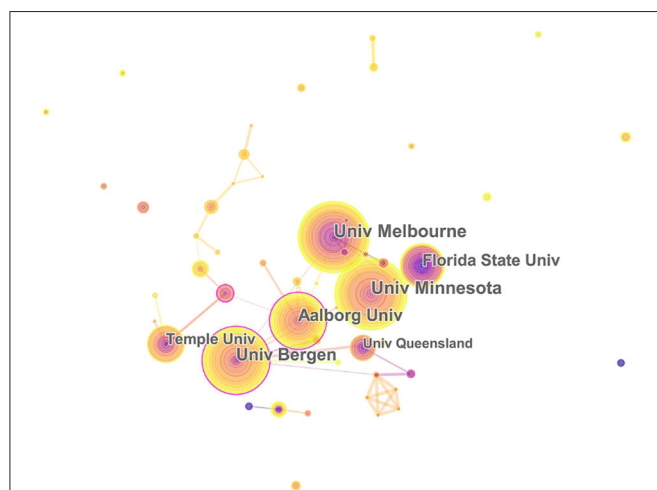 Univ Melbourne
Florida State Univ
Univ Minnesota
Aalborg Univ
Temple Univ
Univ Queensland
Univ Bergen